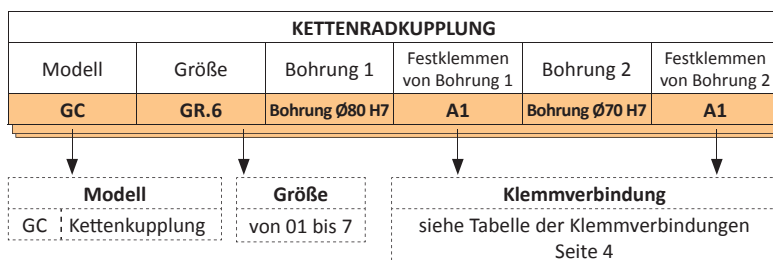 KETTENRADKUPPLUNG
Modell Größe Bohrung 1 Festklemmen von Bohrung 1 Bohrung 2 Festklemmen von Bohrung 2
GC GR.6 Bohrung Ø80 H7 A1 Bohrung Ø70 H7 A1
Modell
GC Kettenkupplung
Größe
von 01 bis 7
Klemmverbindung
siehe Tabelle der Klemmverbindungen
Seite 4